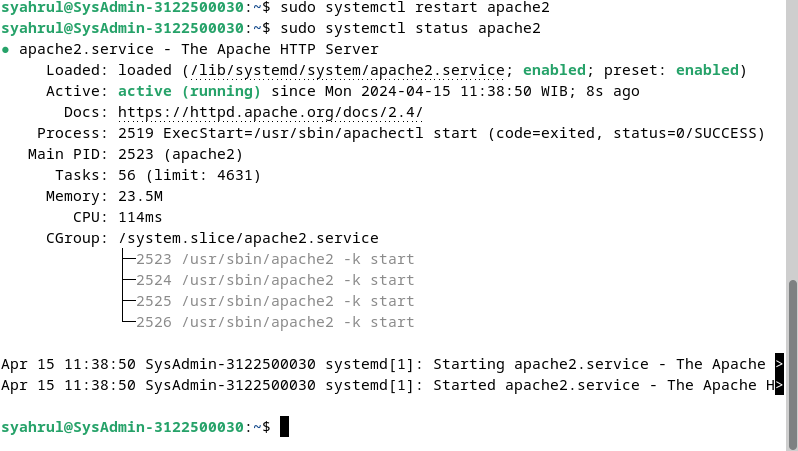 syahrul@SysAdmin-3122500030:~$ sudo systemctl restart apache2
syahrul@SysAdmin-3122500030:~$ sudo systemctl status apache2
● apache2.service - The Apache HTTP Server
     Loaded: loaded (/lib/systemd/system/apache2.service; enabled; preset: enabled)
     Active: active (running) since Mon 2024-04-15 11:38:50 WIB; 8s ago
       Docs: https://httpd.apache.org/docs/2.4/
    Process: 2519 ExecStart=/usr/sbin/apachectl start (code=exited, status=0/SUCCESS)
   Main PID: 2523 (apache2)
      Tasks: 56 (limit: 4631)
     Memory: 23.5M
        CPU: 114ms
     CGroup: /system.slice/apache2.service
             ├─2523 /usr/sbin/apache2 -k start
             ├─2524 /usr/sbin/apache2 -k start
             ├─2525 /usr/sbin/apache2 -k start
             └─2526 /usr/sbin/apache2 -k start

Apr 15 11:38:50 SysAdmin-3122500030 systemd[1]: Starting apache2.service - The Apache >
Apr 15 11:38:50 SysAdmin-3122500030 systemd[1]: Started apache2.service - The Apache H>

syahrul@SysAdmin-3122500030:~$